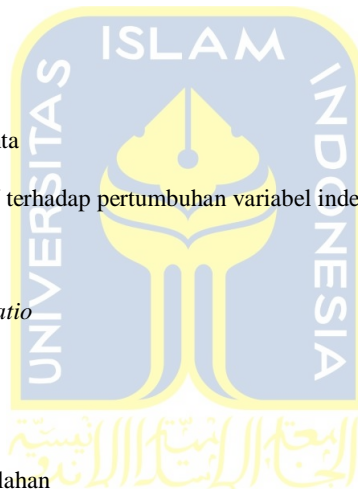 ISLAM
UNIVERSITAS
INDONESIA
ta
terhadap pertumbuhan variabel inde
atio
lahan